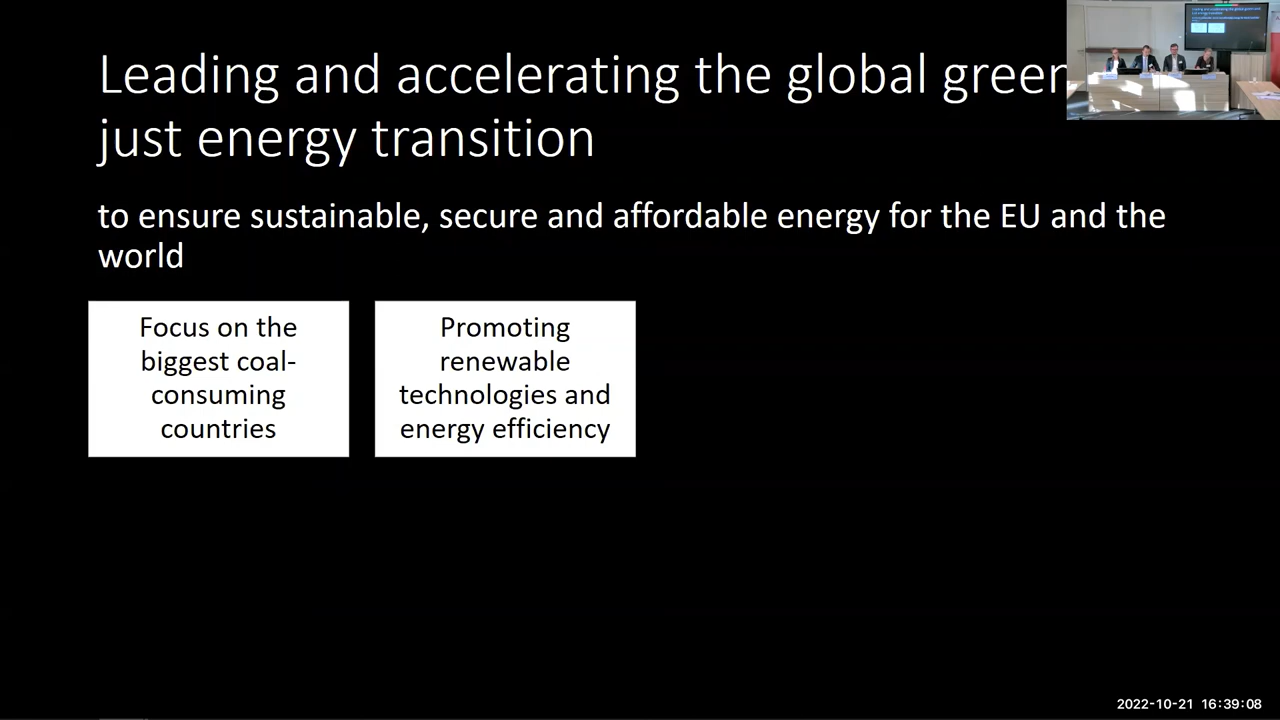 Leading and accelerating the global green
just energy transition
to ensure sustainable, secure and affordable energy for the EU and the
world
Focus on the
biggest coal-
consuming
countries
Promoting
renewable
technologies and
energy efficiency
2022-10-21 16:39:08